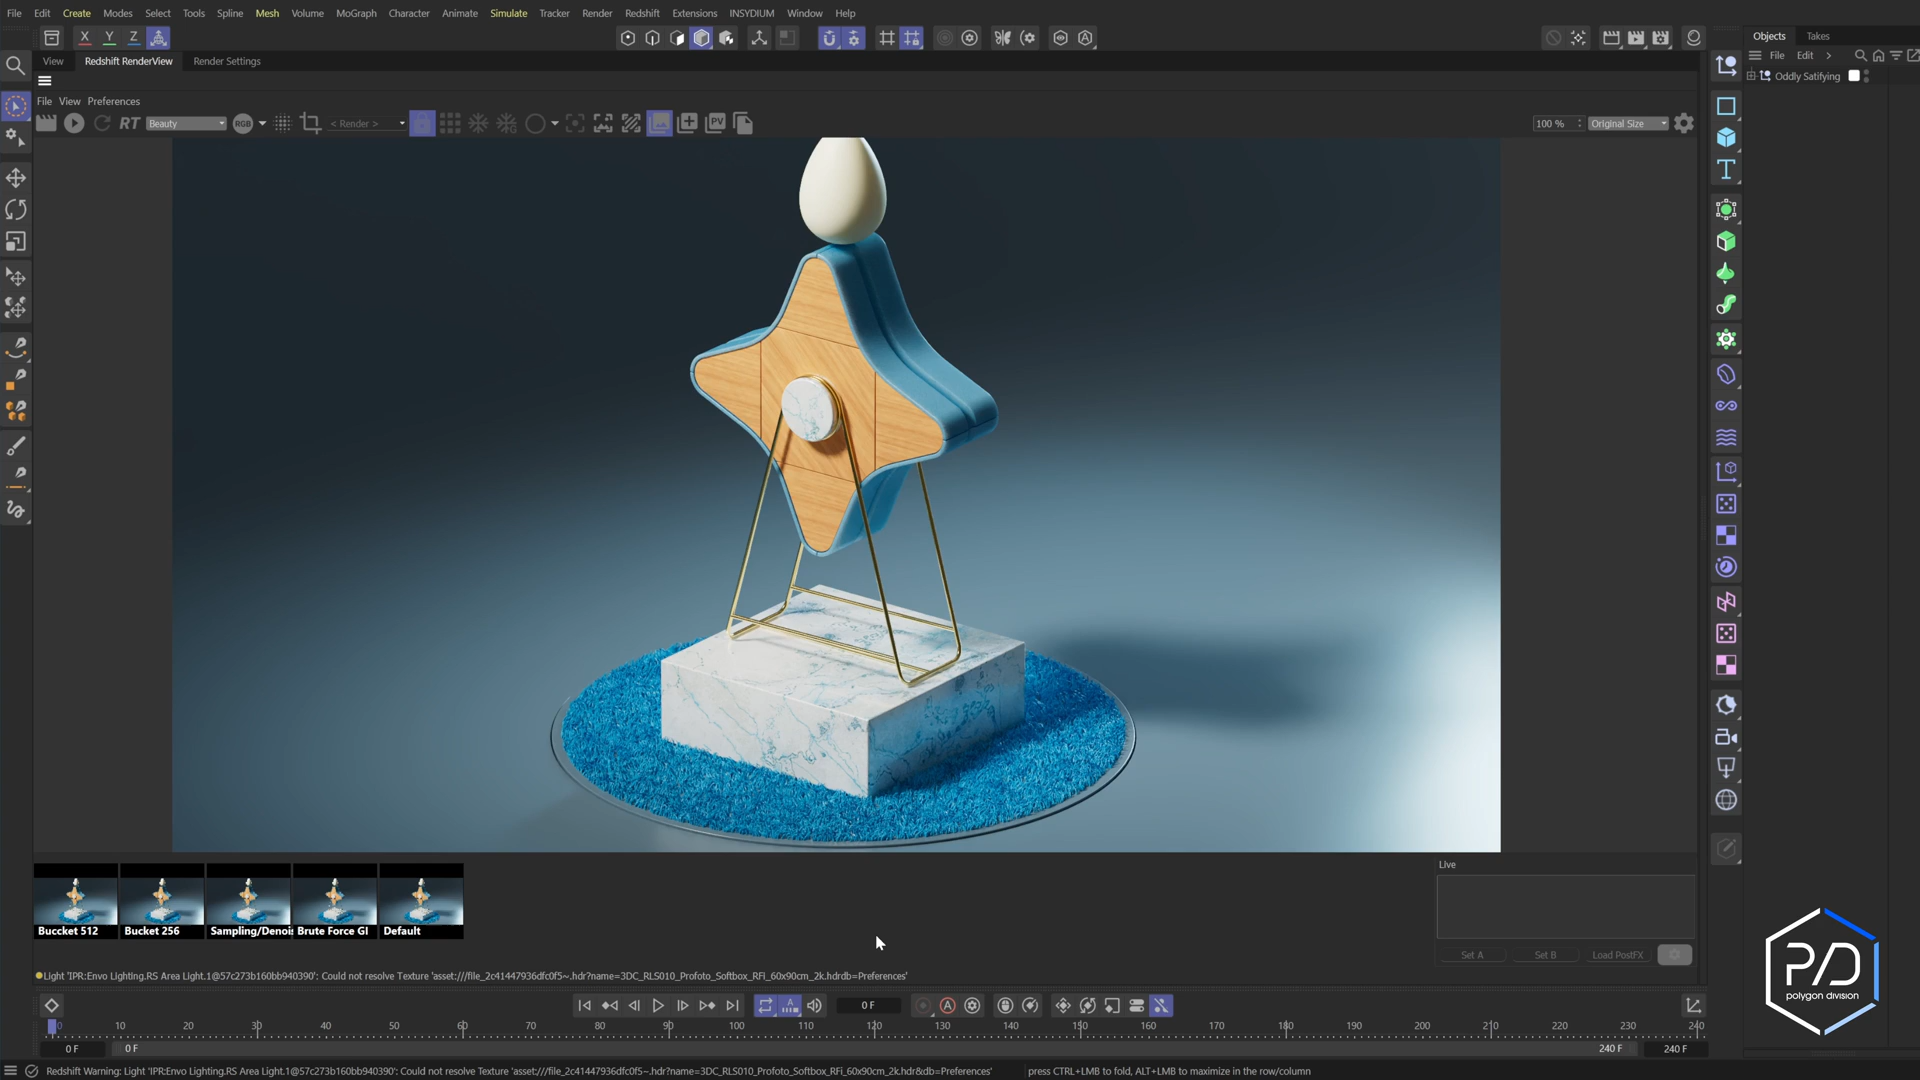 File Edit Create Modes Select Tools Spline Mesh Volume MoGraph Character Animate Simulate Tracker Render Redshift Extensions INSYDIUM Window Help
X Y Z
Objects Takes
View Redshift RenderView Render Settings
File Edit
Oddly Satifying
File View Preferences
RT Beauty RGB < Render > PV 100 % Original Size
Live
Buccket 512 Bucket 256 Sampling/Denois Brute Force GI Default
Set A Set B Load PostFX
Light 'IPR:Envo Lighting.RS Area Light.1@57c273b160bb940390': Could not resolve Texture 'asset:///file_2c41447936dfc0f5~.hdr?name=3DC_RLS010_Profoto_Softbox_RFi_60x90cm_2k.hdrdb=Preferences'
PD
polygon division
0 F
0 10 20 30 40 50 60 70 80 90 100 110 120 130 140 150 160 170 180 190 200 210 220 230 240
0 F 0 F 240 F 240 F
Redshift Warning: Light 'IPR:Envo Lighting.RS Area Light.1@57c273b160bb940390': Could not resolve Texture 'asset:///file_2c41447936dfc0f5~.hdr?name=3DC_RLS010_Profoto_Softbox_RFi_60x90cm_2k.hdr&db=Preferences' press CTRL+LMB to fold, ALT+LMB to maximize in the row/column